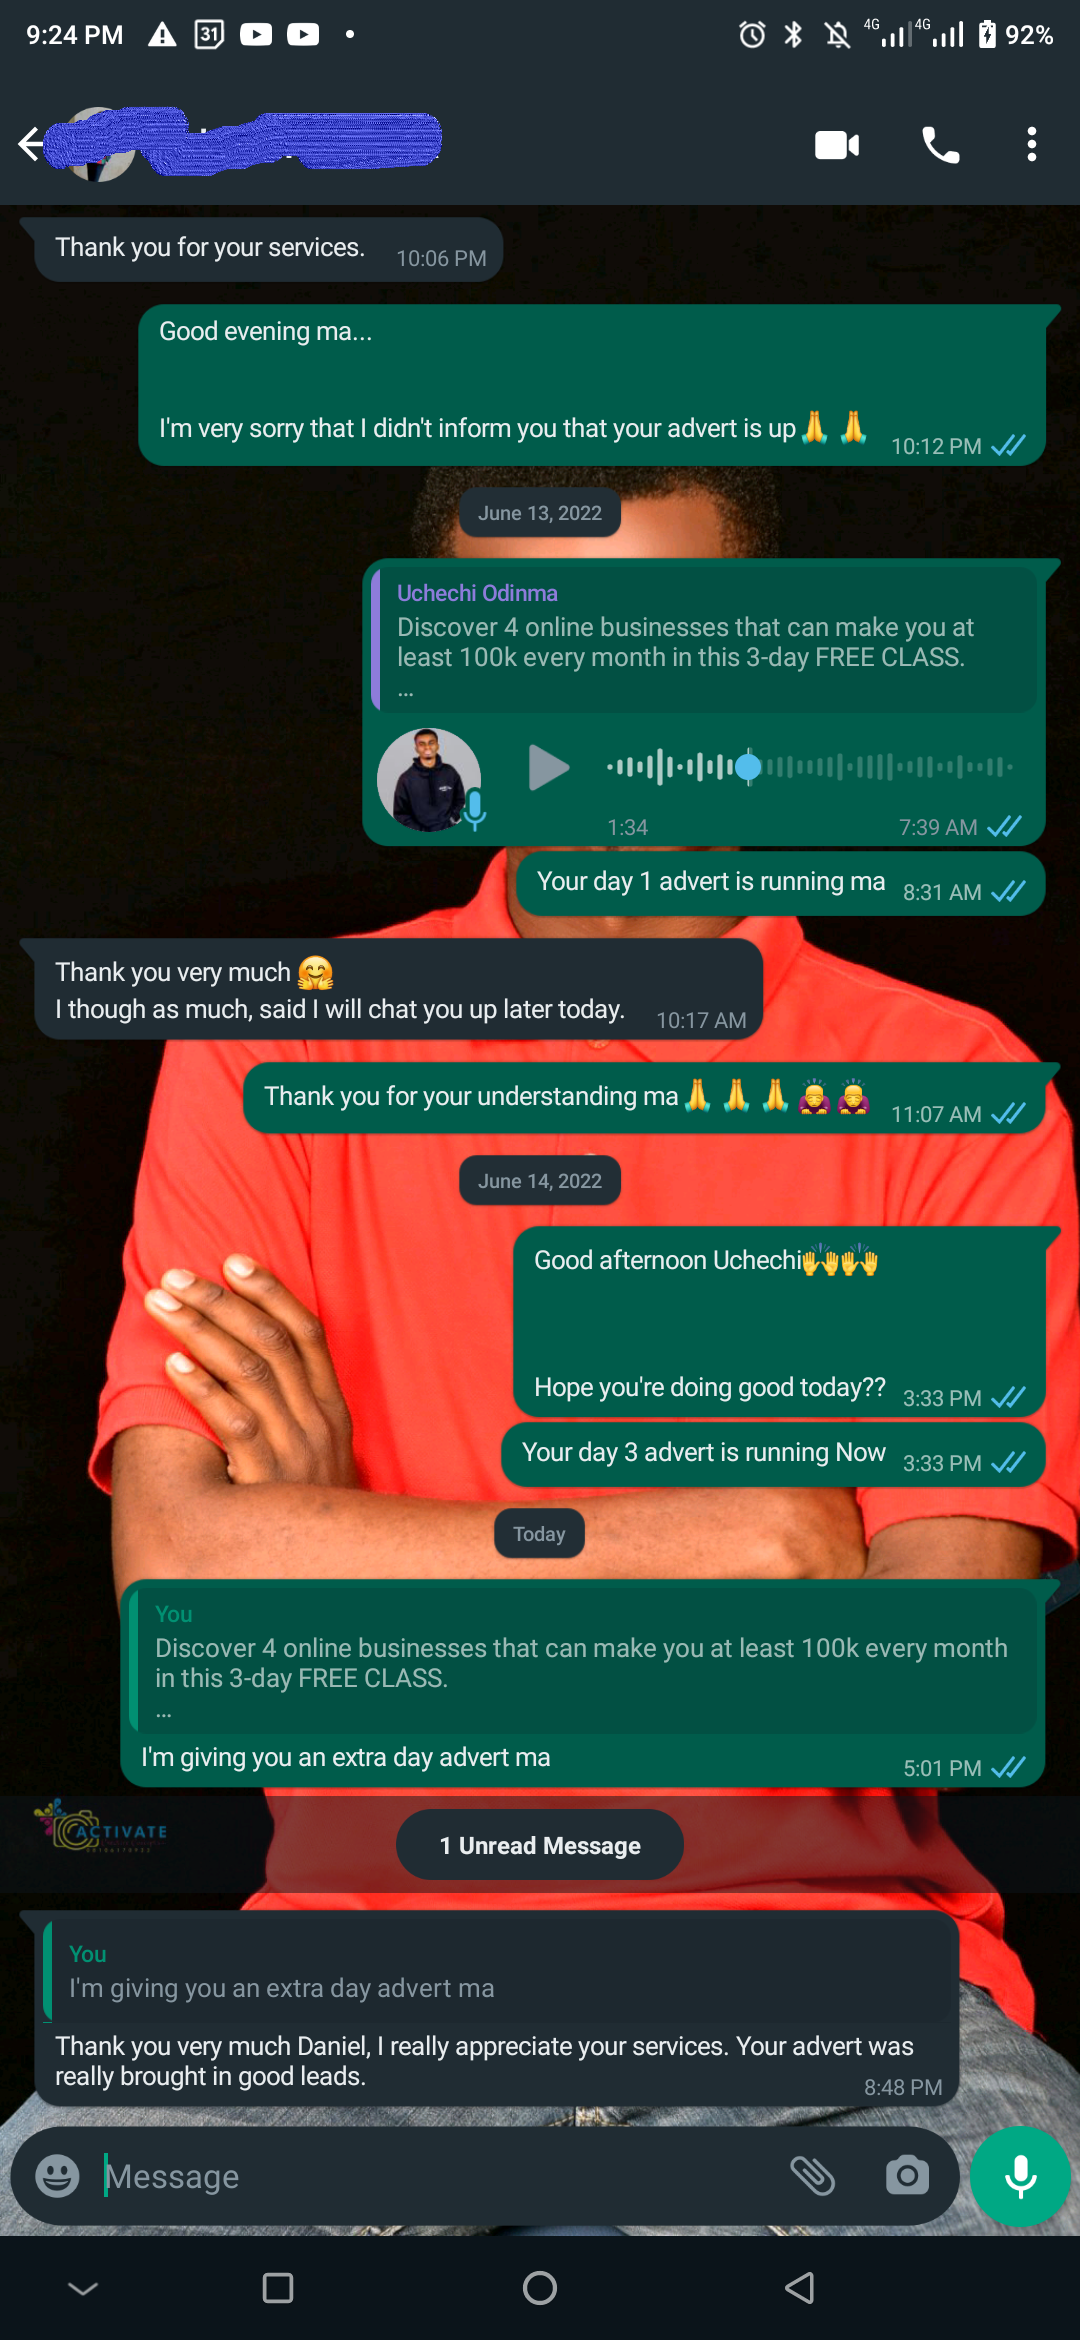 9:24 PM
31
4G
4G
92%
Thank you for your services.
10:06 PM
Good evening ma...
I'm very sorry that I didn't inform you that your advert is up🙏 🙏
10:12 PM
June 13, 2022
Uchechi Odinma
Discover 4 online businesses that can make you at
least 100k every month in this 3-day FREE CLASS.
...
1:34
7:39 AM
Your day 1 advert is running ma
8:31 AM
Thank you very much 🤗
I though as much, said I will chat you up later today.
10:17 AM
Thank you for your understanding ma🙏 🙏 🙏 🙇‍♀️ 🙇‍♀️
11:07 AM
June 14, 2022
Good afternoon Uchechi🙌🙌
Hope you're doing good today??
3:33 PM
Your day 3 advert is running Now
3:33 PM
Today
You
Discover 4 online businesses that can make you at least 100k every month
in this 3-day FREE CLASS.
...
I'm giving you an extra day advert ma
5:01 PM
ACTIVATE
1 Unread Message
You
I'm giving you an extra day advert ma
Thank you very much Daniel, I really appreciate your services. Your advert was
really brought in good leads.
8:48 PM
Message